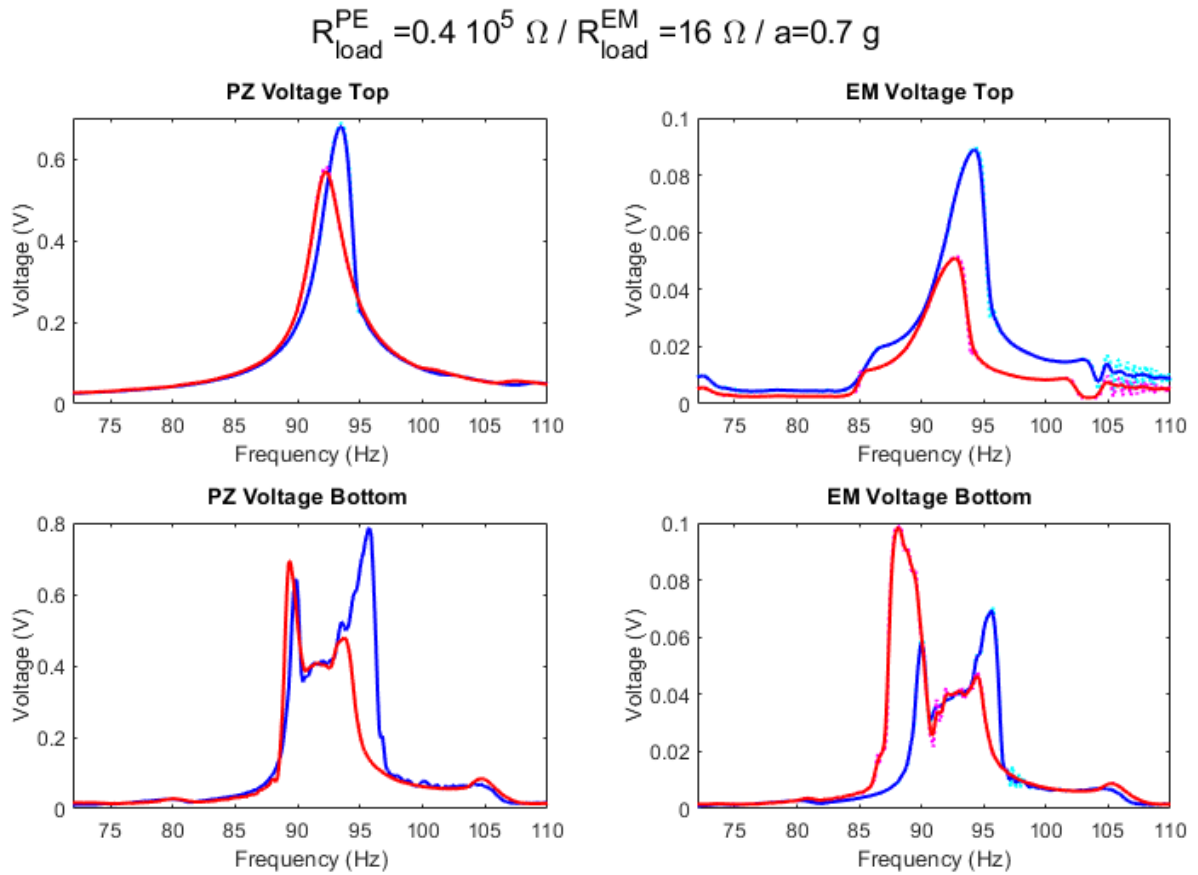 R_load^PE =0.4 10^5 Ω / R_load^EM =16 Ω / a=0.7 g
PZ Voltage Top
Voltage (V)
0.6
0.4
0.2
0
75 80 85 90 95 100 105 110
Frequency (Hz)
EM Voltage Top
Voltage (V)
0.1
0.08
0.06
0.04
0.02
0
75 80 85 90 95 100 105 110
Frequency (Hz)
PZ Voltage Bottom
Voltage (V)
0.8
0.6
0.4
0.2
0
75 80 85 90 95 100 105 110
Frequency (Hz)
EM Voltage Bottom
Voltage (V)
0.1
0.08
0.06
0.04
0.02
0
75 80 85 90 95 100 105 110
Frequency (Hz)